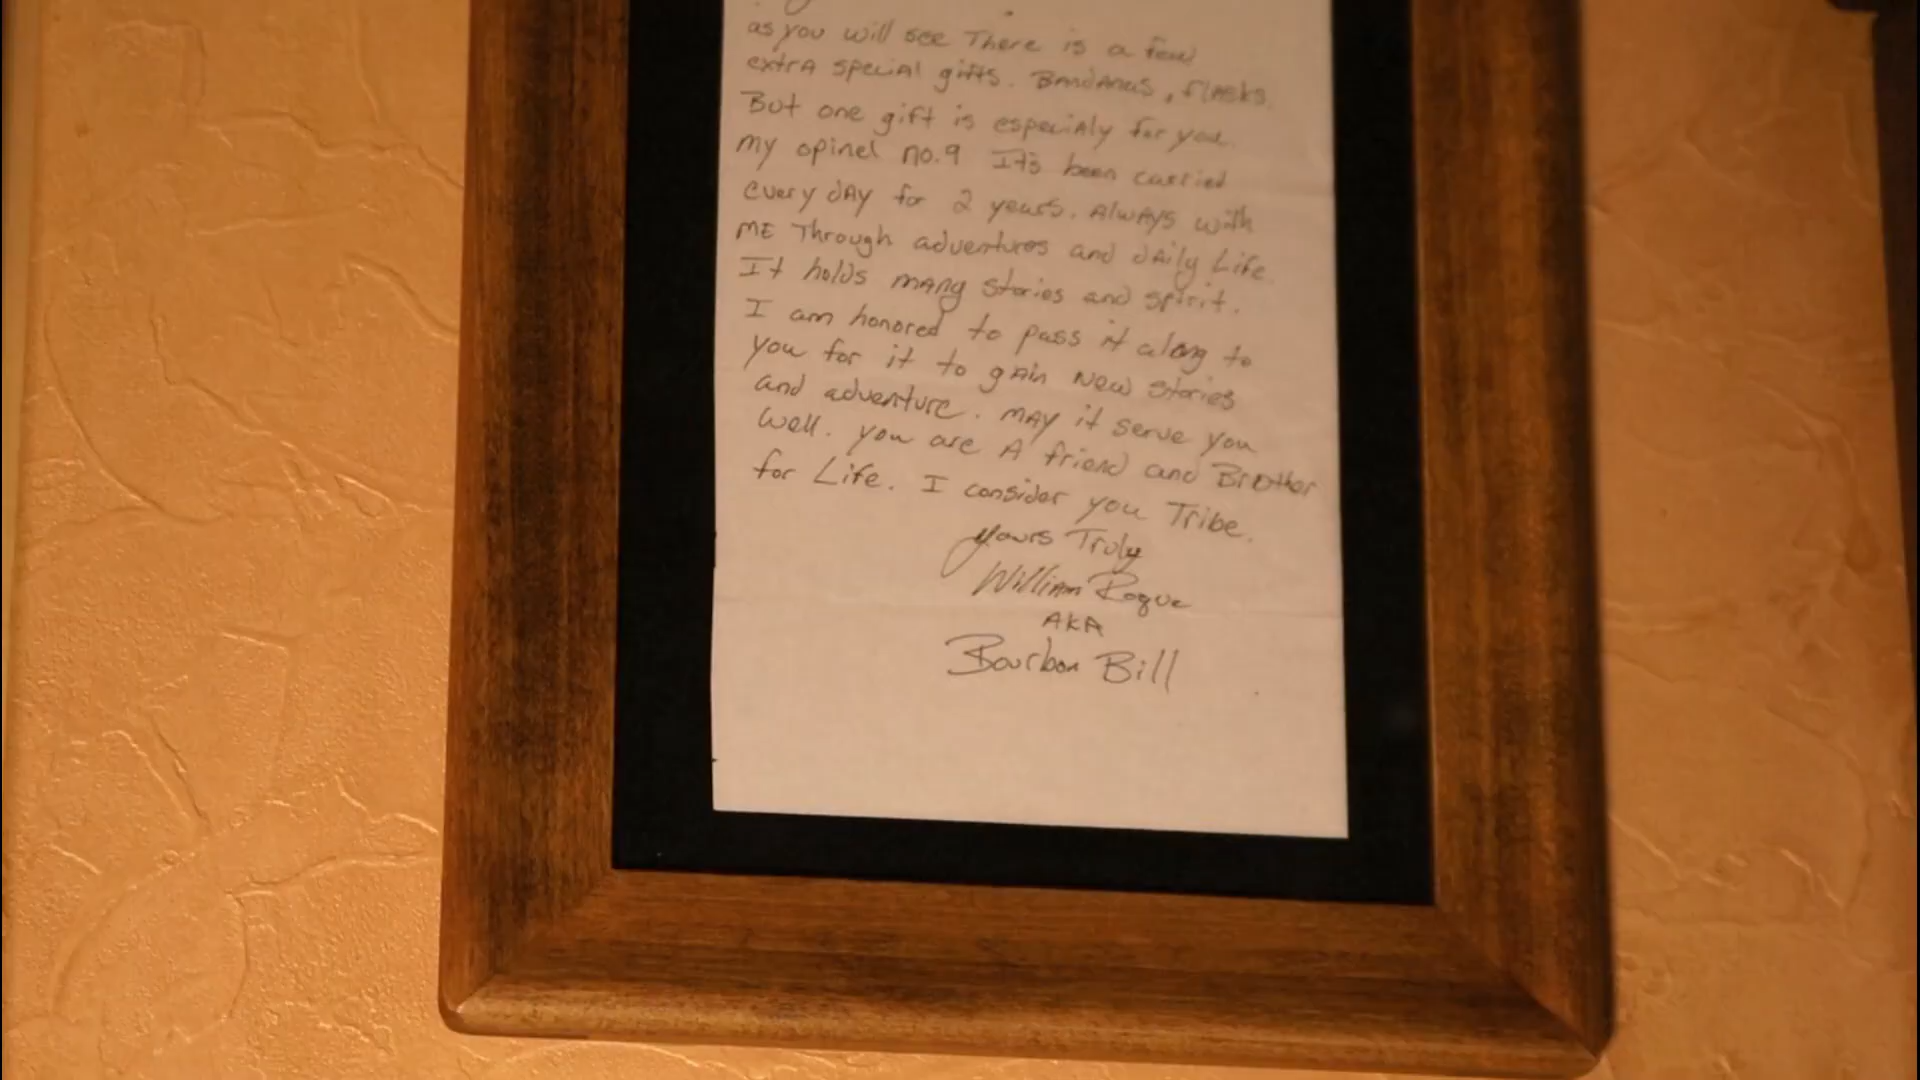 as you will see There is a few
extra special gifts. Bandanas, flasks.
But one gift is especialy for you.
my opinel no.9 It's been carried
every day for 2 years. Always with
ME Through adventures and daily Life.
It holds many stories and spirit.
I am honored to pass it along to
you for it to gain New stories
and adventure. May it serve you
well. you are A friend and Brother
for Life. I consider you Tribe.
yours Truly
William Rogue
AKA
Bourbon Bill